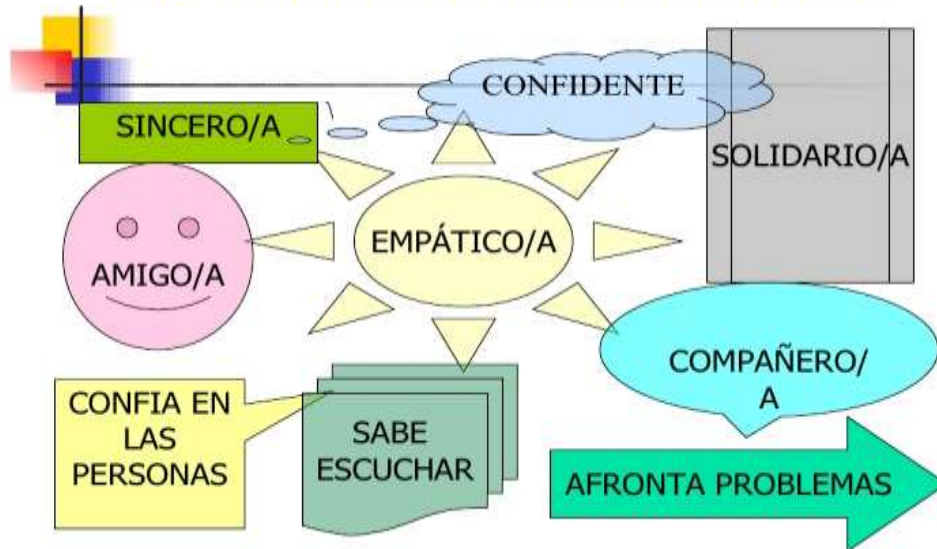 CONFIDENTE
SINCERO/A
SOLIDARIO/A
EMPÁTICO/A
AMIGO/A
COMPAÑERO/
A
CONFIA EN
LAS
PERSONAS
SABE
ESCUCHAR
AFRONTA PROBLEMAS